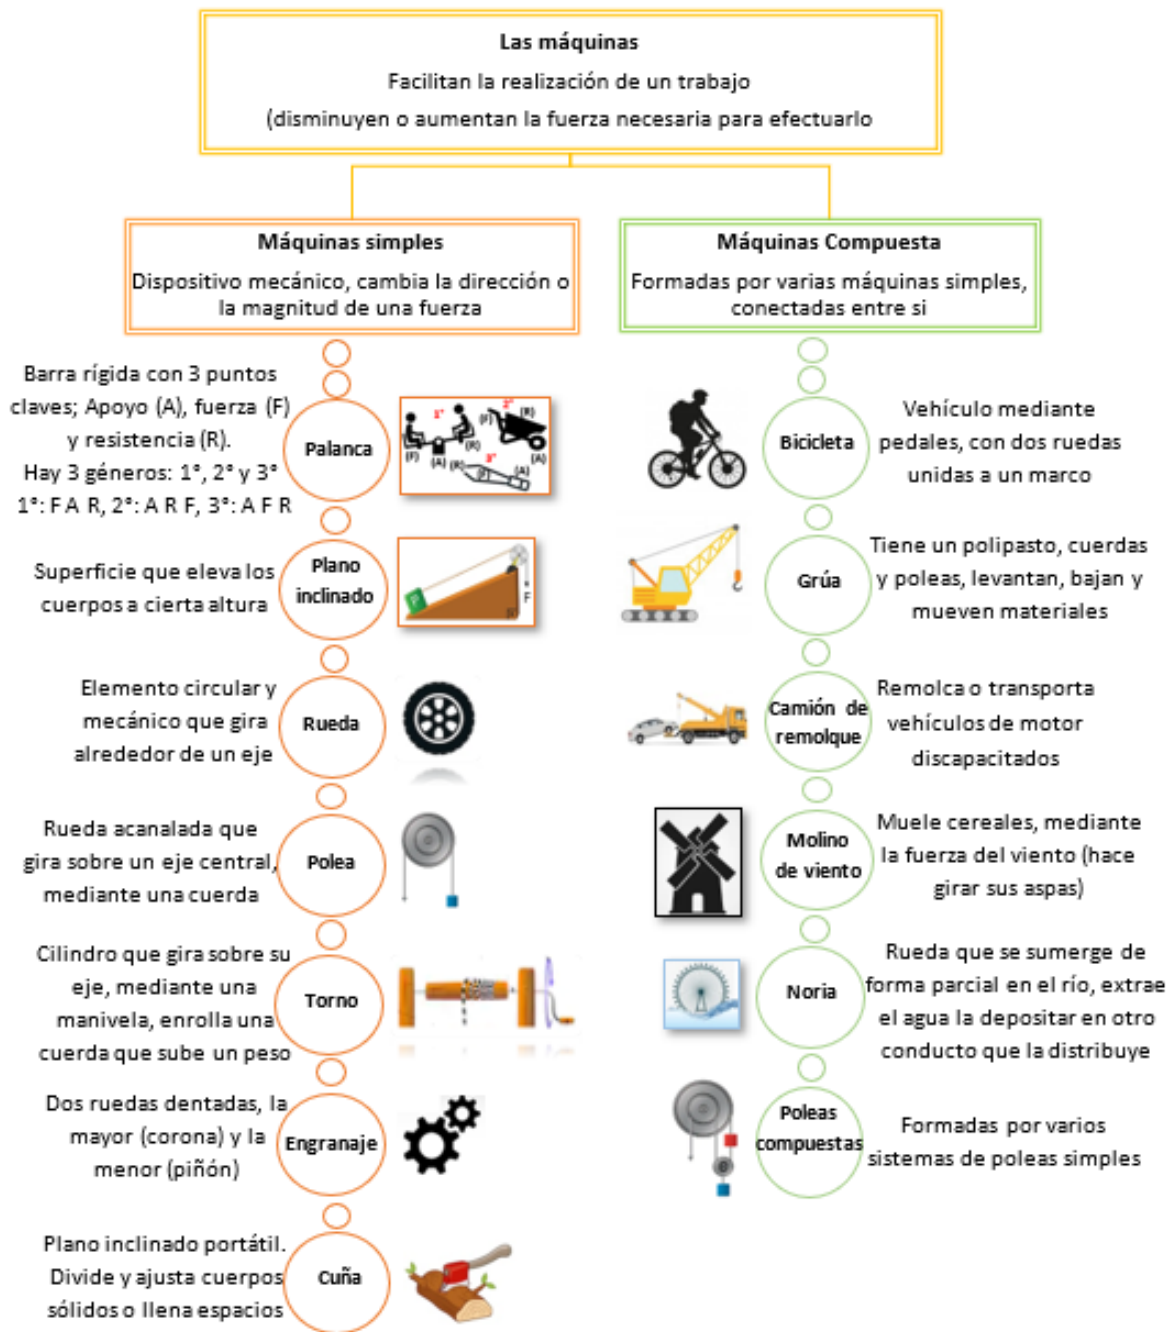 Las máquinas
Facilitan la realización de un trabajo
(disminuyen o aumentan la fuerza necesaria para efectuarlo
Máquinas simples
Dispositivo mecánico, cambia la dirección o
la magnitud de una fuerza
Barra rígida con 3 puntos
claves; Apoyo (A), fuerza (F)
y resistencia (R).
Hay 3 géneros: 1°, 2° y 3°
1°: F A R, 2°: A R F, 3°: A F R
Palanca
1°
(F)
(A)
(R)
2°
(F)
(R)
(A)
3°
(R)
(F)
(A)
Superficie que eleva los
cuerpos a cierta altura
Plano
inclinado
P
F
Elemento circular y
mecánico que gira
alrededor de un eje
Rueda
Rueda acanalada que
gira sobre un eje central,
mediante una cuerda
Polea
Cilindro que gira sobre su
eje, mediante una
manivela, enrolla una
cuerda que sube un peso
Torno
Dos ruedas dentadas, la
mayor (corona) y la
menor (piñón)
Engranaje
Plano inclinado portátil.
Divide y ajusta cuerpos
sólidos o llena espacios
Cuña
Máquinas Compuesta
Formadas por varias máquinas simples,
conectadas entre si
Bicicleta
Vehículo mediante
pedales, con dos ruedas
unidas a un marco
Grúa
Tiene un polipasto, cuerdas
y poleas, levantan, bajan y
mueven materiales
Camión de
remolque
Remolca o transporta
vehículos de motor
discapacitados
Molino
de viento
Muele cereales, mediante
la fuerza del viento (hace
girar sus aspas)
Noria
Rueda que se sumerge de
forma parcial en el río, extrae
el agua la depositar en otro
conducto que la distribuye
Poleas
compuestas
Formadas por varios
sistemas de poleas simples